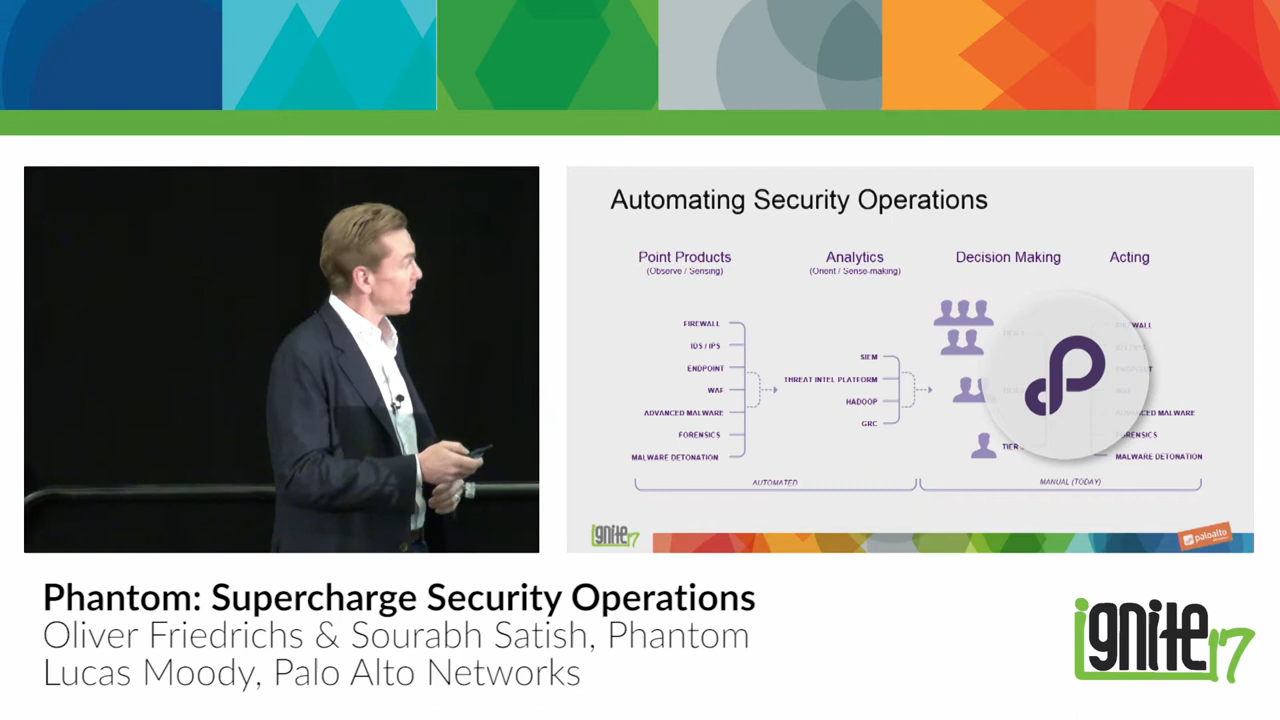 Automating Security Operations
Point Products
(Observe / Sensing)
Analytics
(Orient / Sense-making)
Decision Making
Acting
FIREWALL
IDS / IPS
ENDPOINT
WAF
ADVANCED MALWARE
FORENSICS
MALWARE DETONATION
SIEM
THREAT INTEL PLATFORM
HADOOP
GRC
TIER
FIREWALL
IDS / IPS
ENDPOINT
WAF
ADVANCED MALWARE
FORENSICS
MALWARE DETONATION
AUTOMATED
MANUAL (TODAY)
ignite17
paloalto
Phantom: Supercharge Security Operations
Oliver Friedrichs & Sourabh Satish, Phantom
Lucas Moody, Palo Alto Networks
ignite17